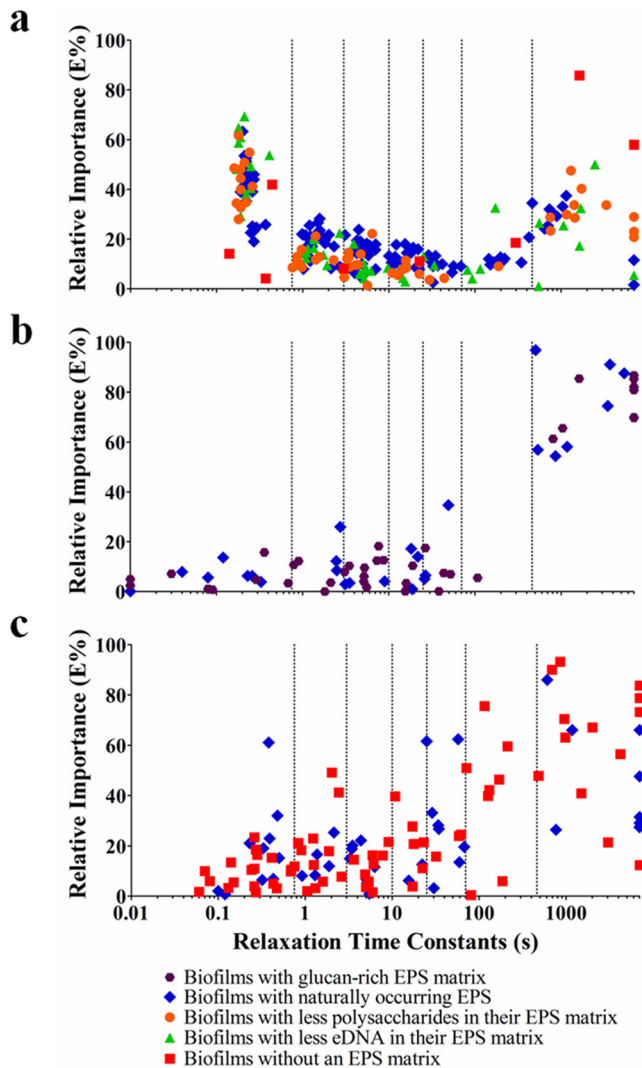 a
Relative Importance (E%)
100
80
60
40
20
0
b
Relative Importance (E%)
100
80
60
40
20
0
c
Relative Importance (E%)
100
80
60
40
20
0
0.01 0.1 1 10 100 1000
Relaxation Time Constants (s)
Biofilms with glucan-rich EPS matrix
Biofilms with naturally occurring EPS
Biofilms with less polysaccharides in their EPS matrix
Biofilms with less eDNA in their EPS matrix
Biofilms without an EPS matrix